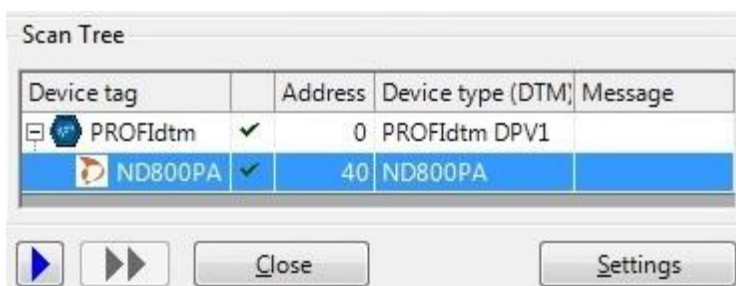 Scan Tree
Device tag Address Device type (DTM) Message
PROFIdtm 0 PROFIdtm DPV1
ND800PA 40 ND800PA
Close Settings